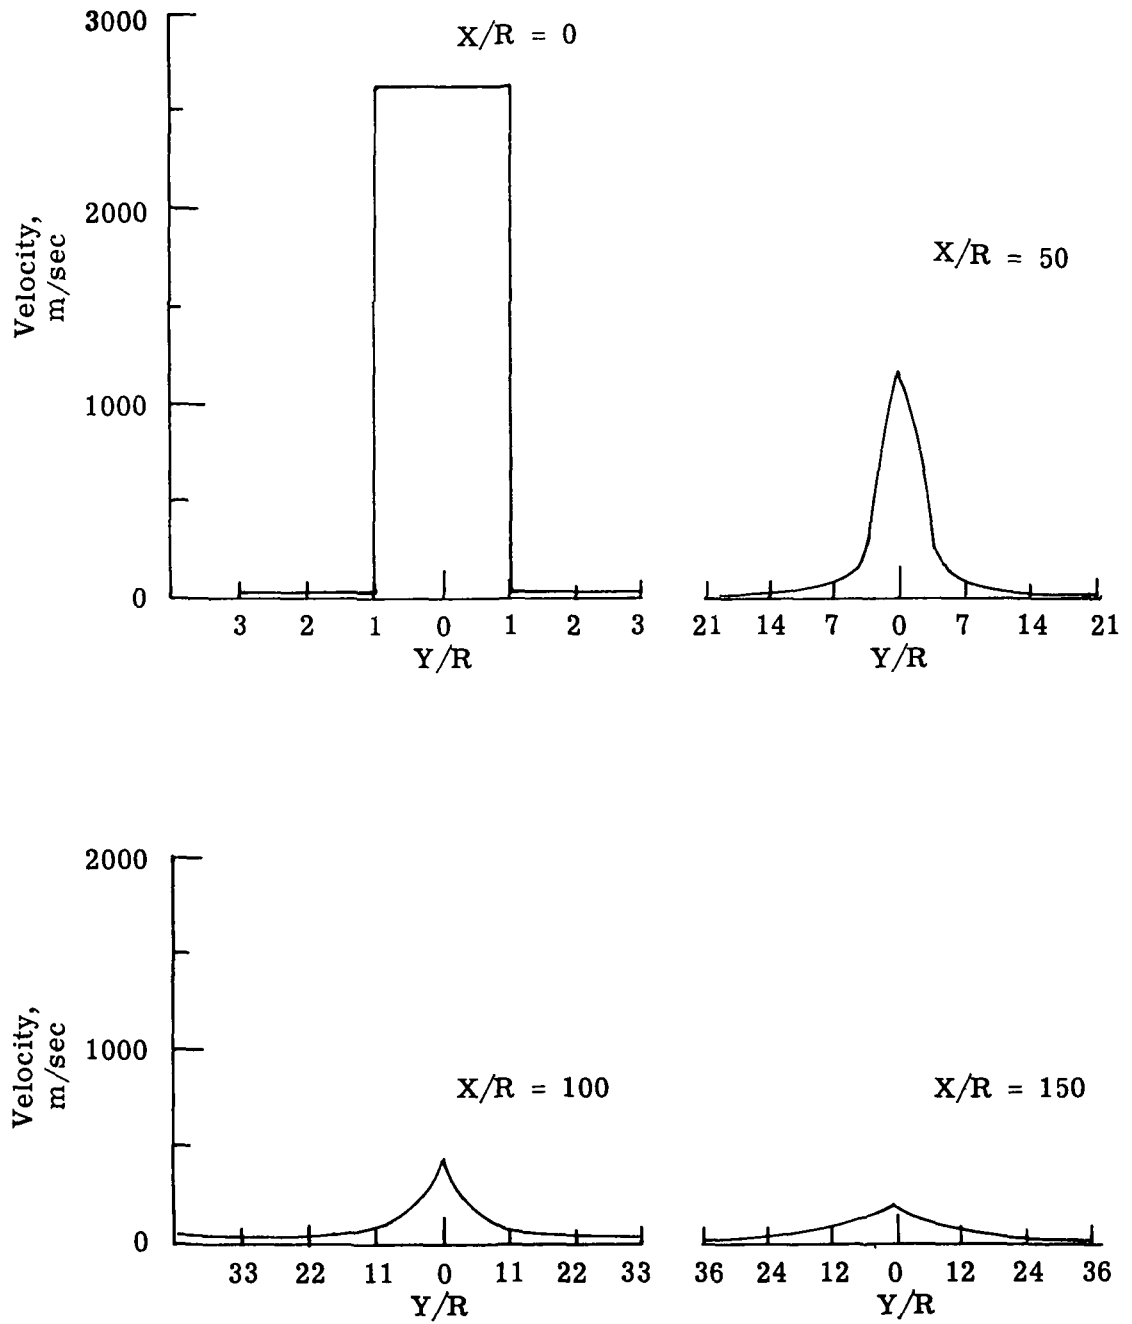 3000
X/R = 0
2000
Velocity,
m/sec
X/R = 50
1000
0
3 2 1 0 1 2 3
21 14 7 0 7 14 21
Y/R
Y/R
2000
Velocity,
m/sec
1000
X/R = 100
X/R = 150
0
33 22 11 0 11 22 33
36 24 12 0 12 24 36
Y/R
Y/R